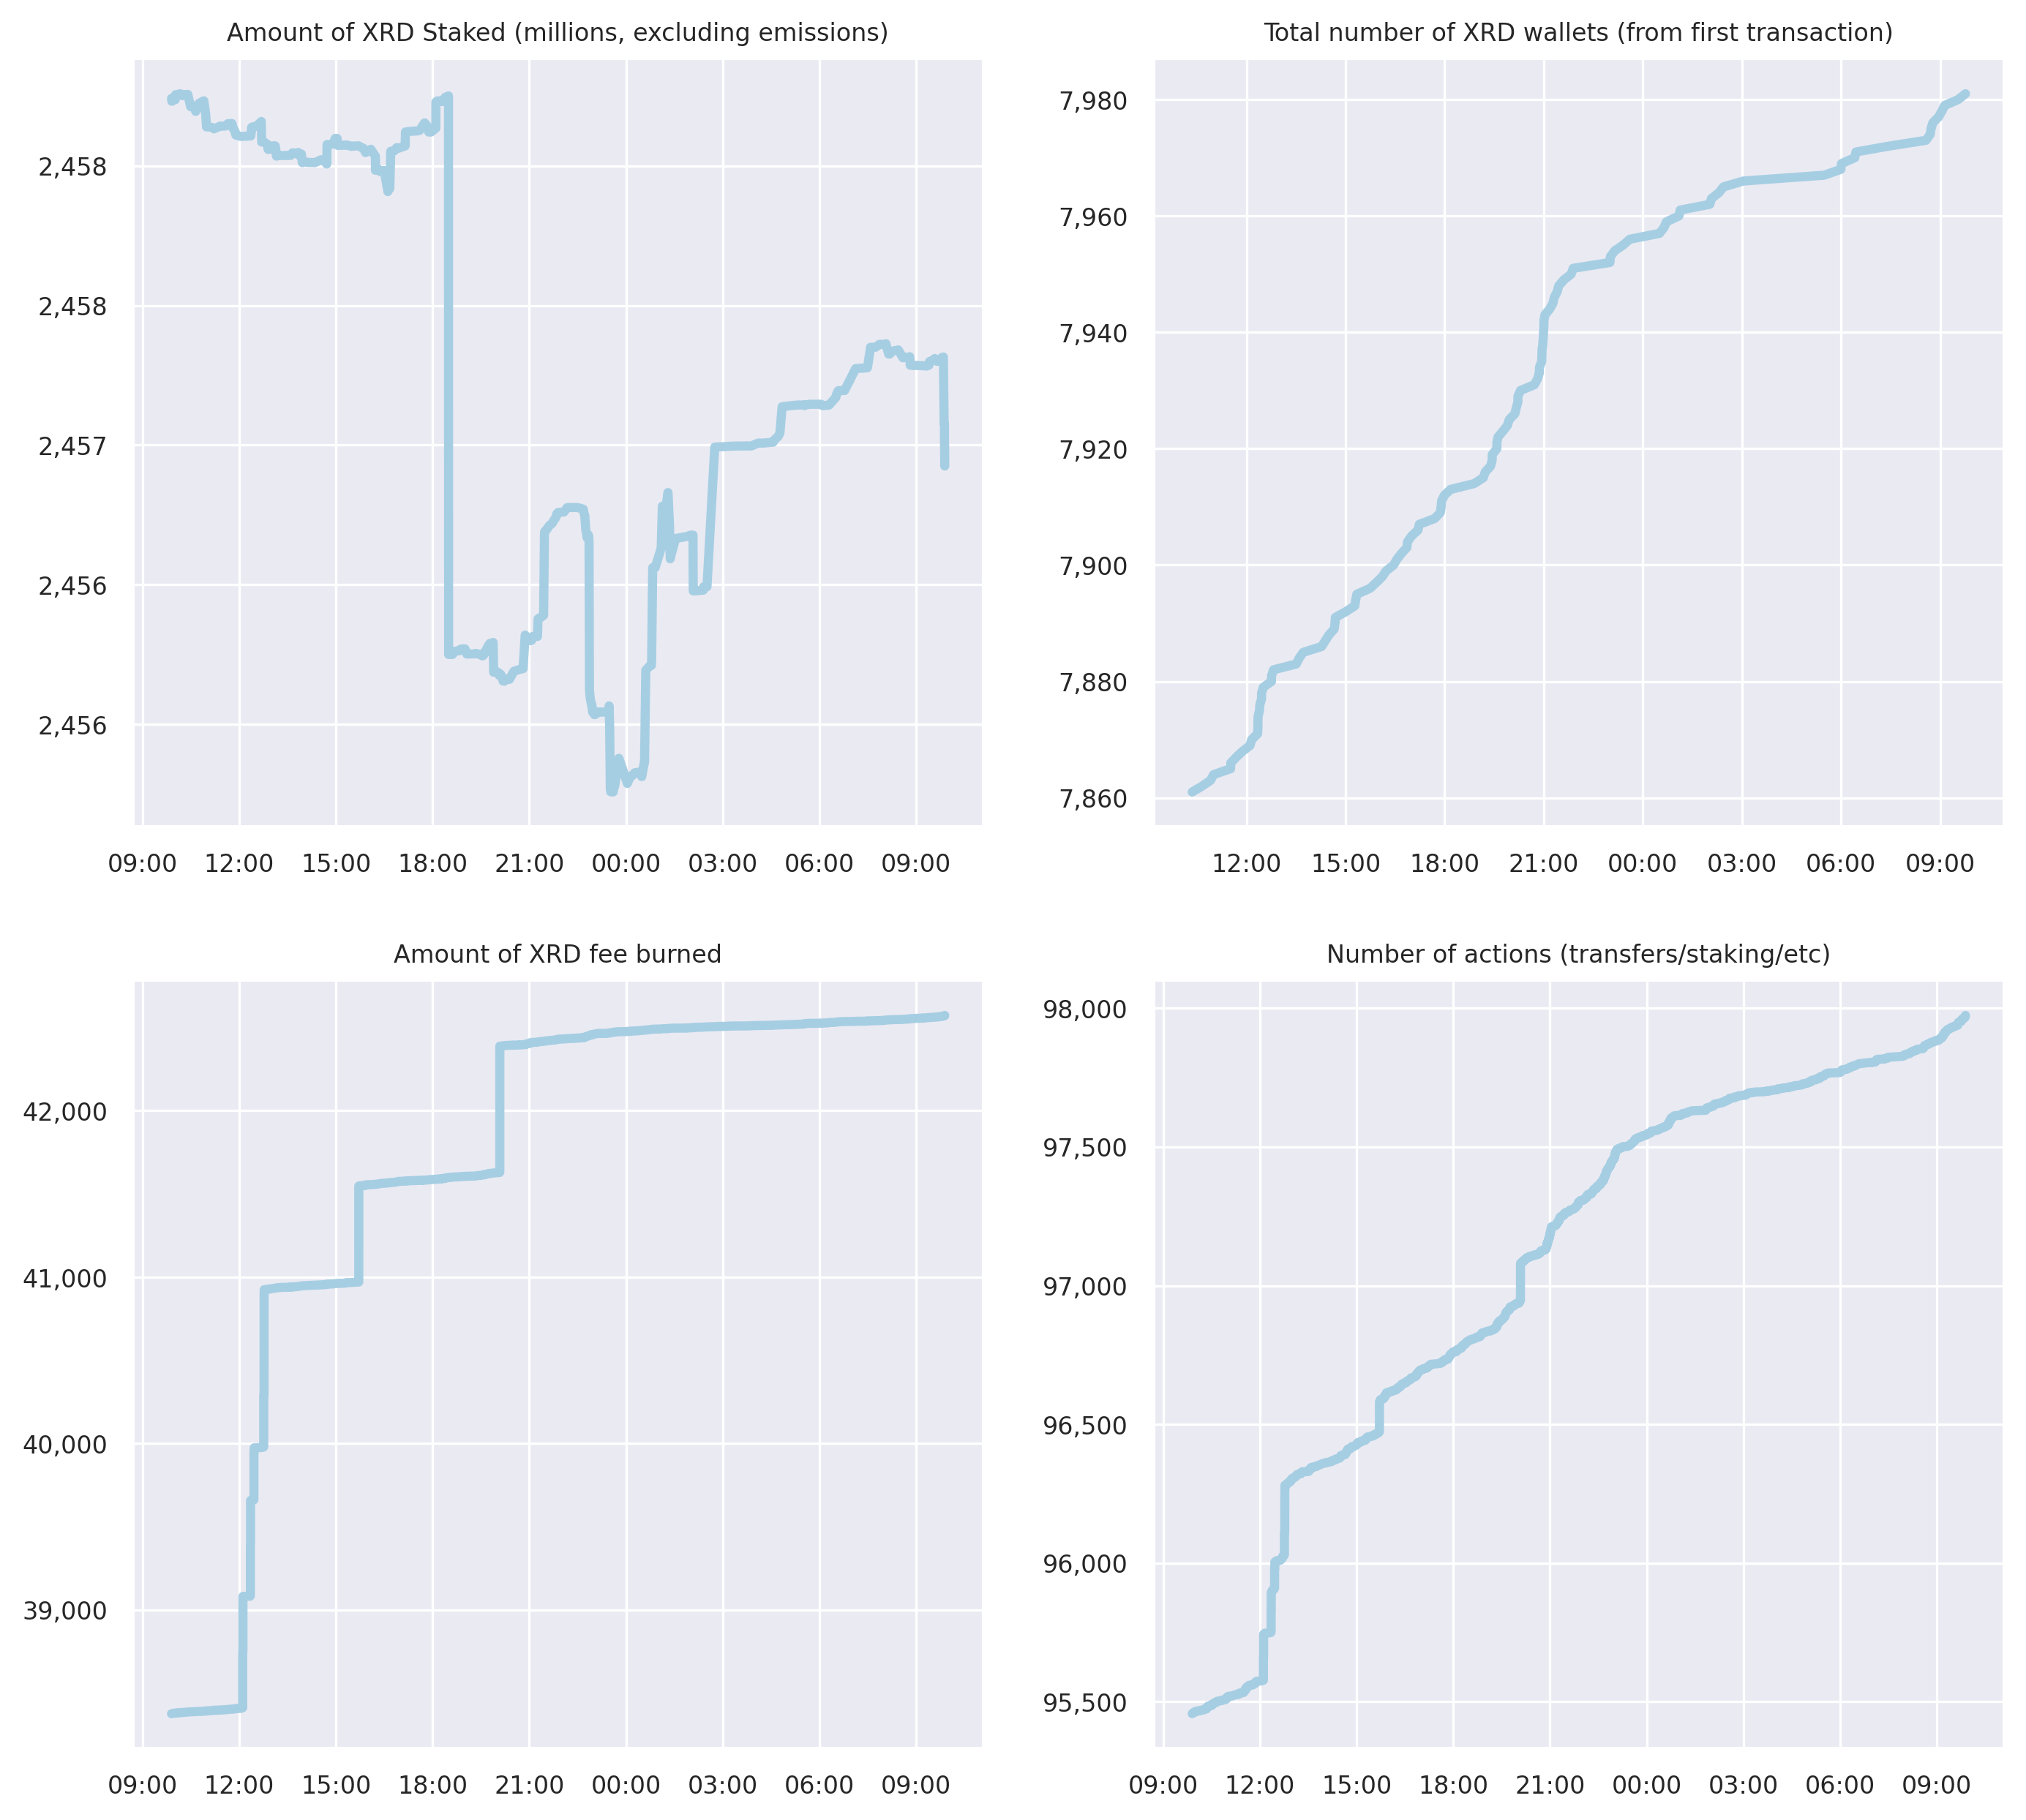 Amount of XRD Staked (millions, excluding emissions)
2,458
2,458
2,457
2,456
2,456
09:00 12:00 15:00 18:00 21:00 00:00 03:00 06:00 09:00
Total number of XRD wallets (from first transaction)
7,980
7,960
7,940
7,920
7,900
7,880
7,860
12:00 15:00 18:00 21:00 00:00 03:00 06:00 09:00
Amount of XRD fee burned
42,000
41,000
40,000
39,000
09:00 12:00 15:00 18:00 21:00 00:00 03:00 06:00 09:00
Number of actions (transfers/staking/etc)
98,000
97,500
97,000
96,500
96,000
95,500
09:00 12:00 15:00 18:00 21:00 00:00 03:00 06:00 09:00